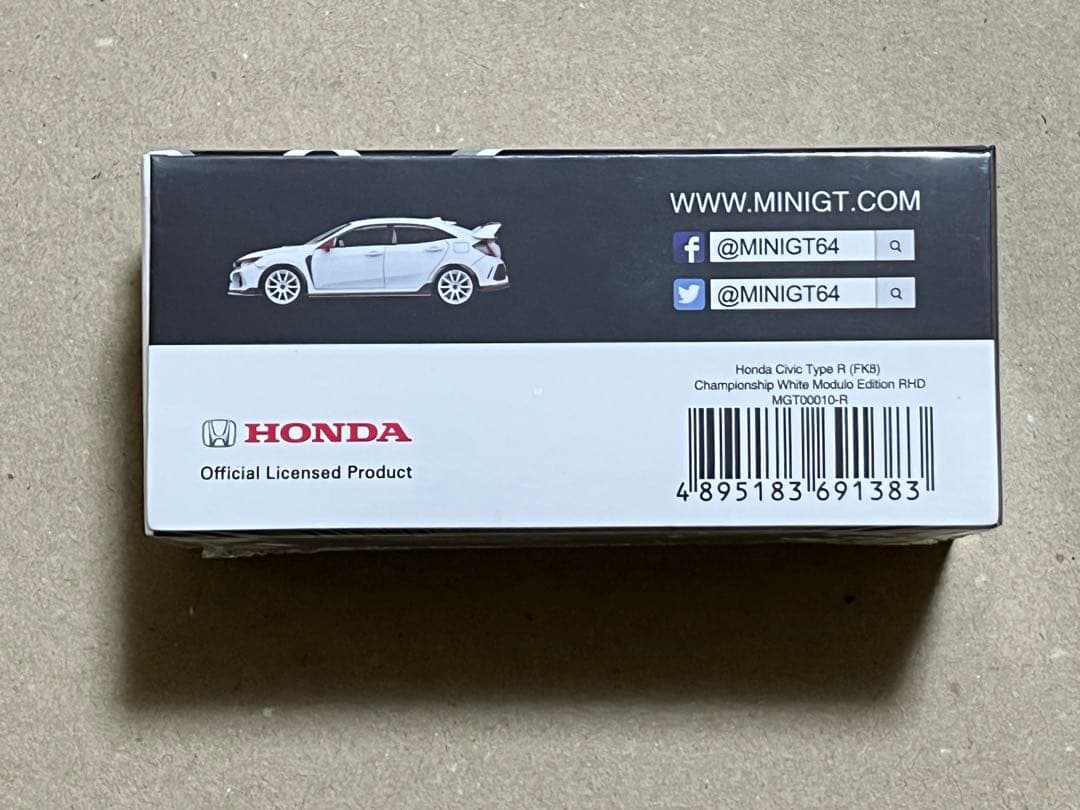 WWW.MINIGT.COM
@MINIGT64
@MINIGT64
Honda Civic Type R (FK8)
Championship White Modulo Edition RHD
MGT00010-R
HONDA
Official Licensed Product
4 895183 691383